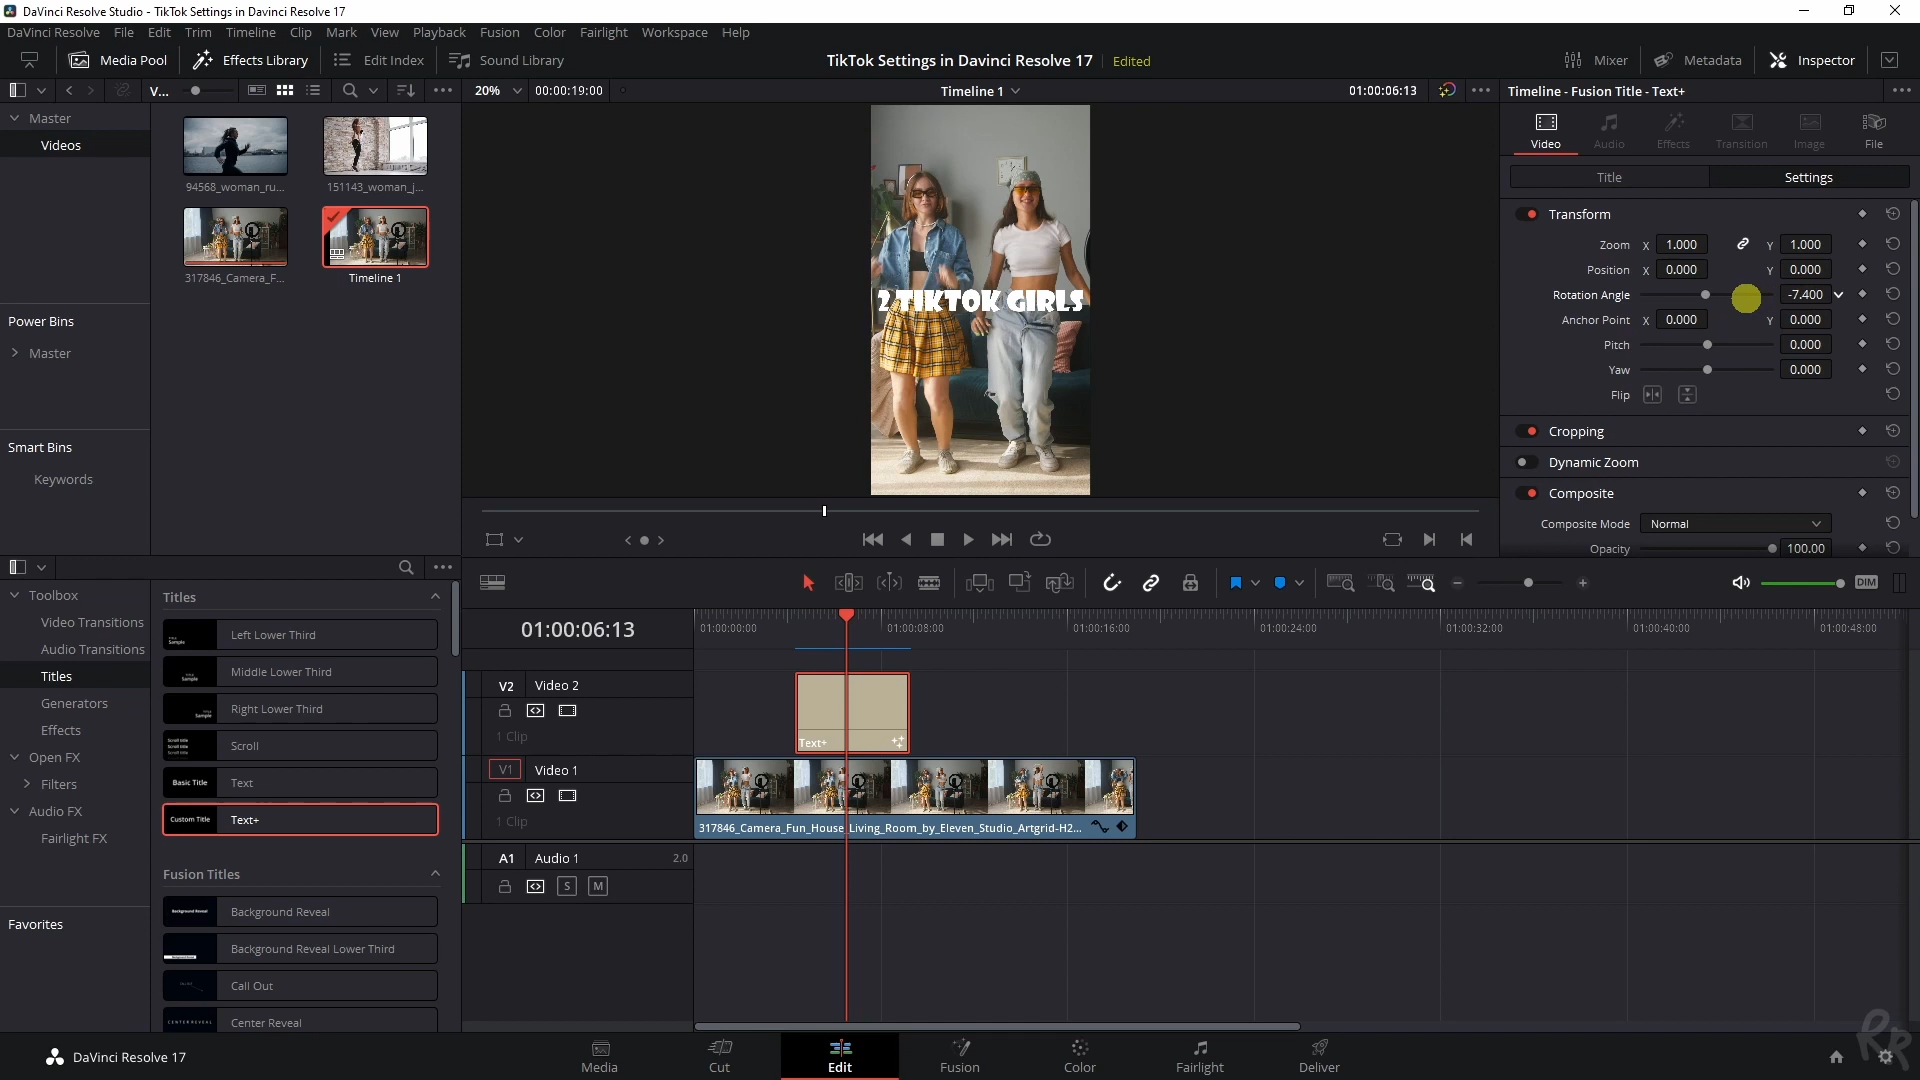 DaVinci Resolve Studio - TikTok Settings in Davinci Resolve 17
DaVinci Resolve File Edit Trim Timeline Clip Mark View Playback Fusion Color Fairlight Workspace Help
Media Pool Effects Library Edit Index Sound Library TikTok Settings in Davinci Resolve 17 Edited Mixer Metadata Inspector
V... 20% 00:00:19:00 Timeline 1 01:00:06:13 Timeline - Fusion Title - Text+
Master
Videos
94568_woman_ru... 151143_woman_j...
317846_Camera_F... Timeline 1
Power Bins
Master
Smart Bins
Keywords
2 TIKTOK GIRLS
Video Audio Effects Transition Image File
Title Settings
Transform
Zoom X 1.000 Y 1.000
Position X 0.000 Y 0.000
Rotation Angle -7.400
Anchor Point X 0.000 Y 0.000
Pitch 0.000
Yaw 0.000
Flip
Cropping
Dynamic Zoom
Composite
Composite Mode Normal
Opacity 100.00
Toolbox
Video Transitions
Audio Transitions
Titles
Generators
Effects
Open FX
Filters
Audio FX
Fairlight FX
Favorites
Titles
Left Lower Third
Middle Lower Third
Right Lower Third
Scroll
Basic Title Text
Custom Title Text+
Fusion Titles
Background Reveal Background Reveal
Background Reveal Lower Third
Call Out
CENTER REVEAL Center Reveal
DIM
01:00:06:13
01:00:00:00 01:00:08:00 01:00:16:00 01:00:24:00 01:00:32:00 01:00:40:00 01:00:48:00
V2 Video 2
1 Clip
Text+
V1 Video 1
1 Clip
317846_Camera_Fun_House_Living_Room_by_Eleven_Studio_Artgrid-H2...
A1 Audio 1 2.0
S M
DaVinci Resolve 17
Media Cut Edit Fusion Color Fairlight Deliver
RR